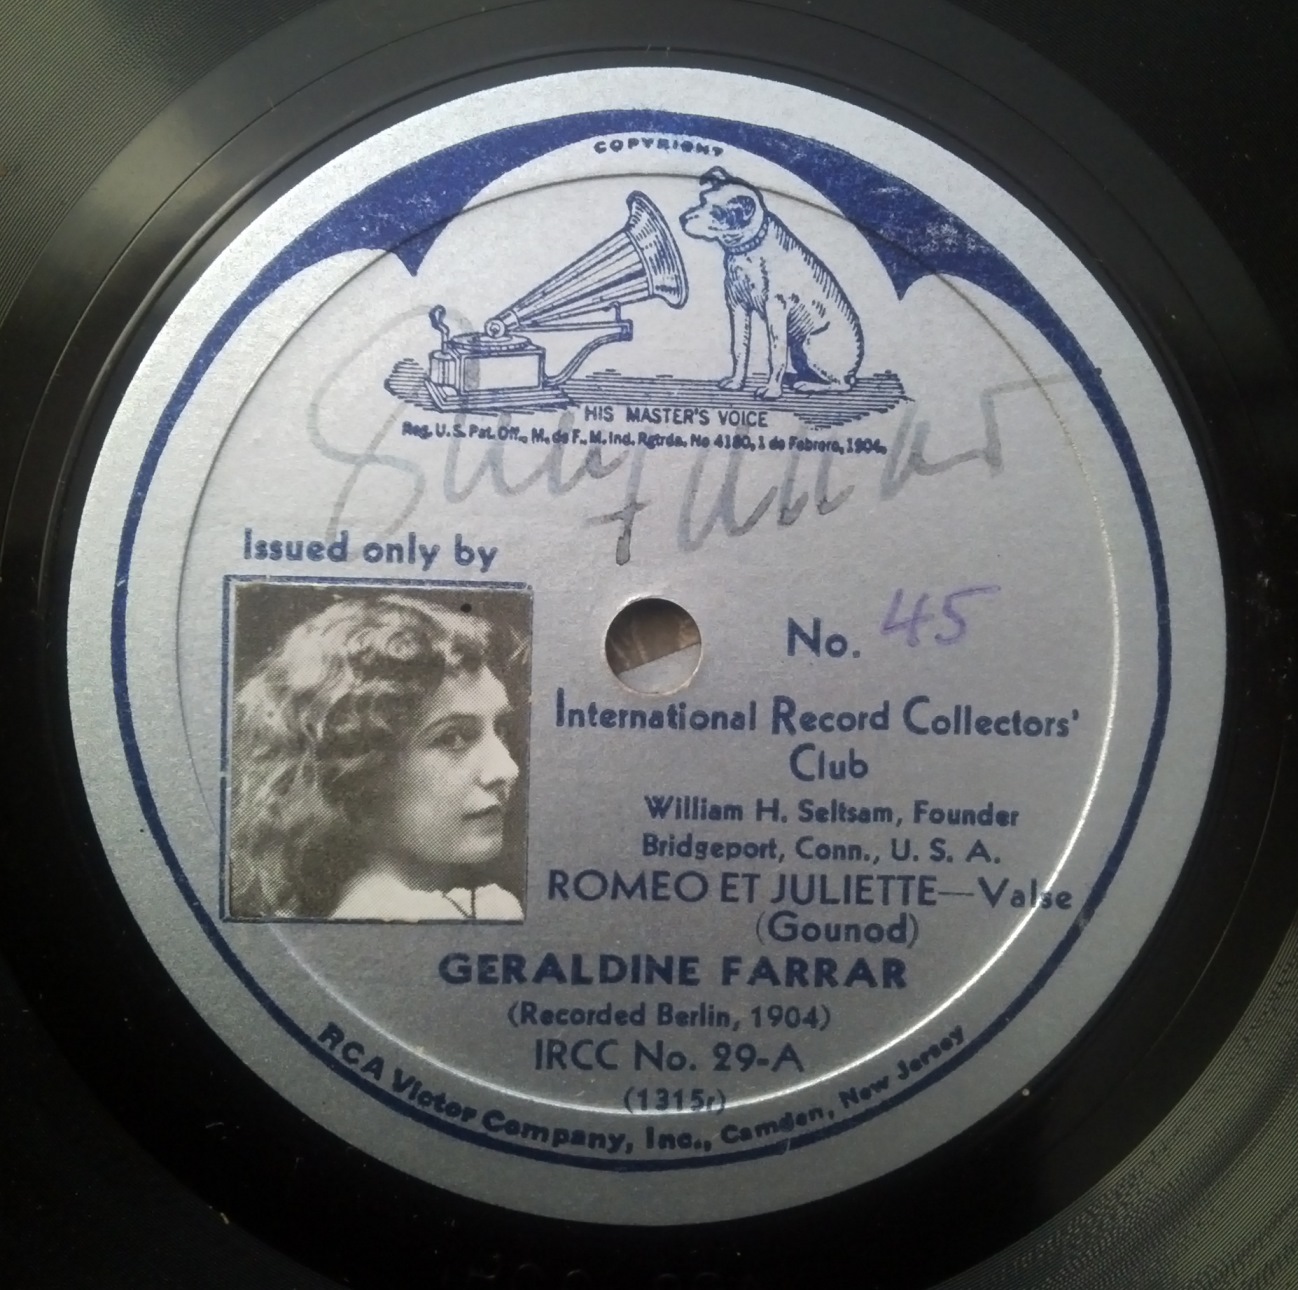 COPYRIGHT
HIS MASTER'S VOICE
Reg. U. S. Pat. Off., M. de F., M. Ind. Rgtrda. No 4180, 1 de Febrero, 1904.
Issued only by
No. 45
International Record Collectors'
Club
William H. Seltsam, Founder
Bridgeport, Conn., U. S. A.
ROMEO ET JULIETTE—Valse
(Gounod)
GERALDINE FARRAR
(Recorded Berlin, 1904)
IRCC No. 29-A
(1315r)
RCA Victor Company, Inc., Camden, New Jersey